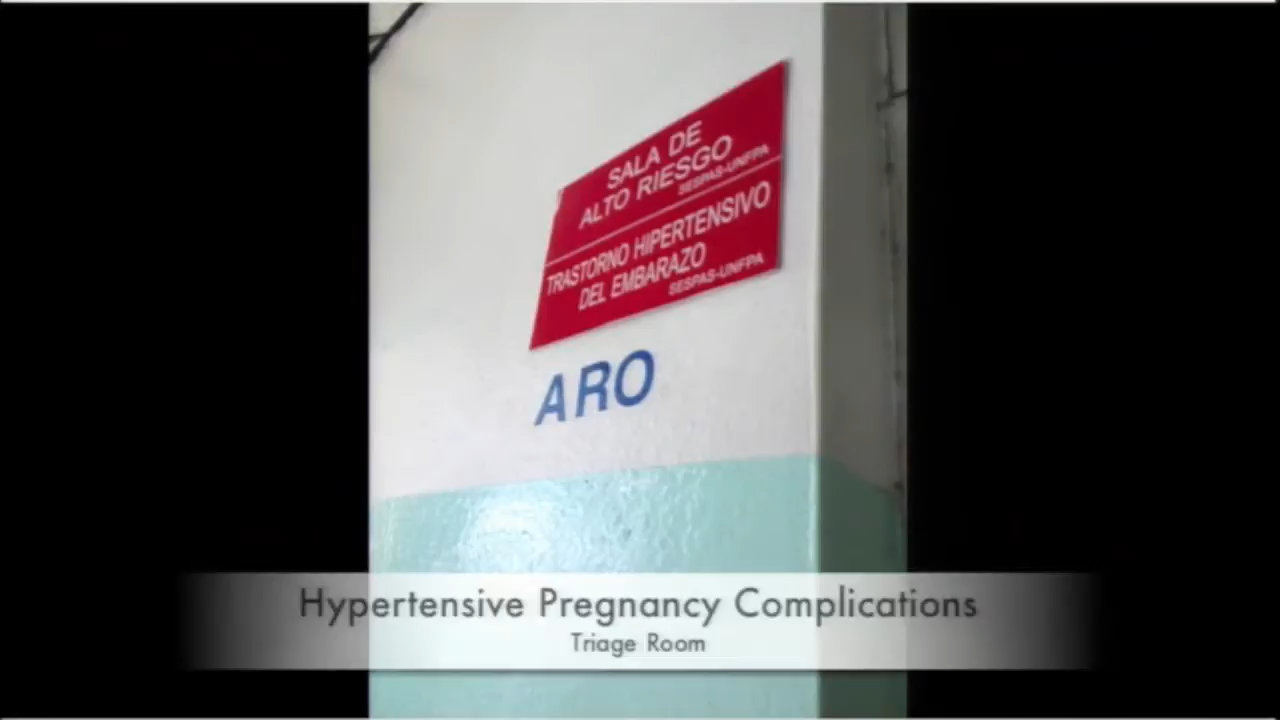 SALA DE
ALTO RIESGO
SESPAS-UNFPA
TRASTORNO HIPERTENSIVO
DEL EMBARAZO
SESPAS-UNFPA
ARO
Hypertensive Pregnancy Complications
Triage Room